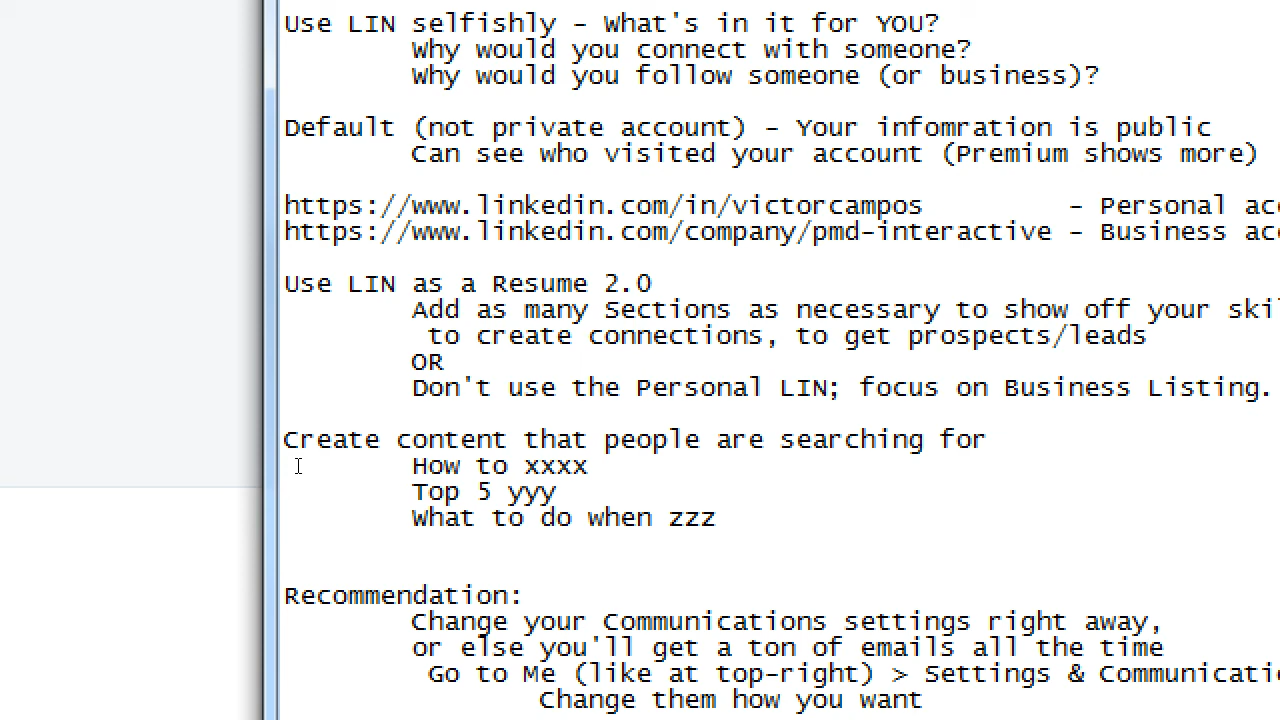 Use LIN selfishly - What's in it for YOU?
Why would you connect with someone?
Why would you follow someone (or business)?
Default (not private account) - Your infomration is public
Can see who visited your account (Premium shows more)
https://www.linkedin.com/in/victorcampos - Personal
https://www.linkedin.com/company/pmd-interactive - Business
Use LIN as a Resume 2.0
Add as many Sections as necessary to show off your
to create connections, to get prospects/leads
OR
Don't use the Personal LIN; focus on Business Listing.
Create content that people are searching for
How to xxxx
Top 5 yyy
What to do when zzz
Recommendation:
Change your Communications settings right away,
or else you'll get a ton of emails all the time
Go to Me (like at top-right) > Settings &
Change them how you want